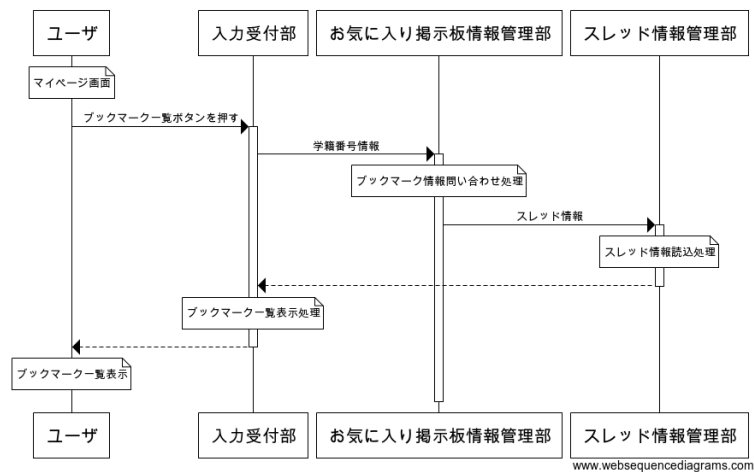 ユーザ
入力受付部
お気に入り掲示板情報管理部
スレッド情報管理部
マイページ画面
ブックマーク一覧ボタンを押す
学籍番号情報
ブックマーク情報問い合わせ処理
スレッド情報
スレッド情報読込処理
ブックマーク一覧表示処理
ブックマーク一覧表示
ユーザ
入力受付部
お気に入り掲示板情報管理部
スレッド情報管理部
www.websequencediagrams.com